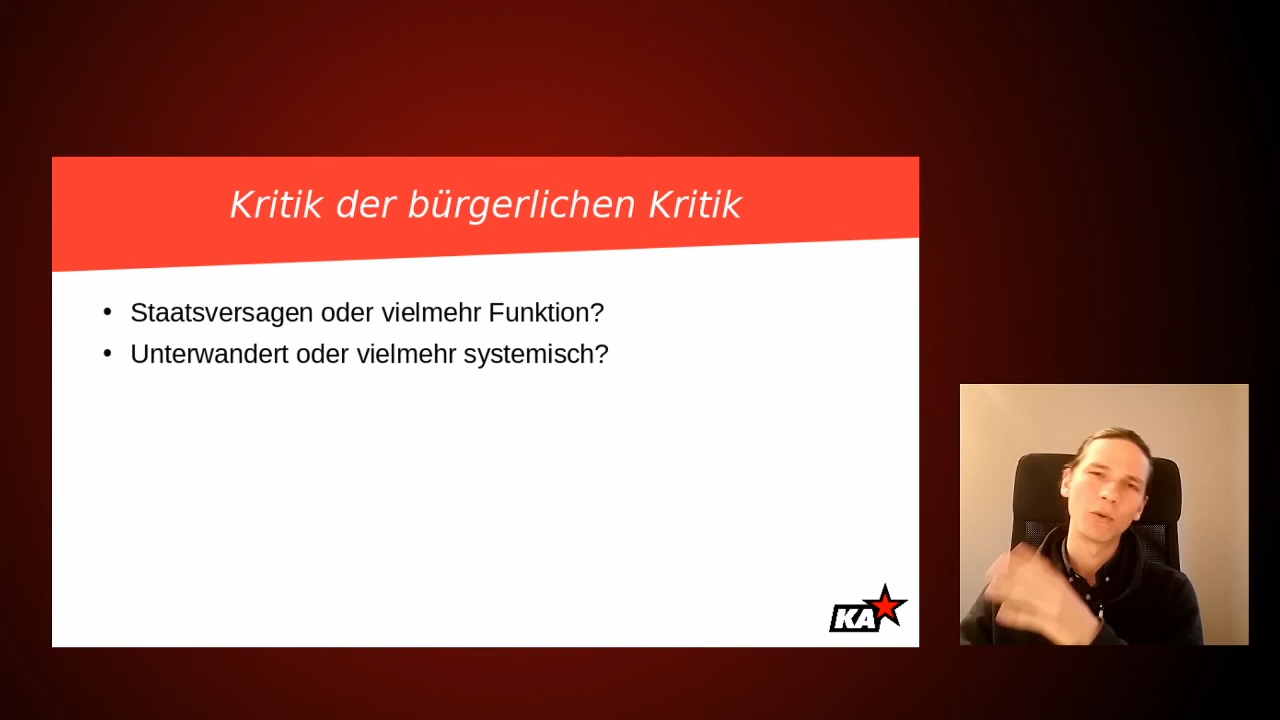 Kritik der bürgerlichen Kritik
• Staatsversagen oder vielmehr Funktion?
• Unterwandert oder vielmehr systemisch?
KA